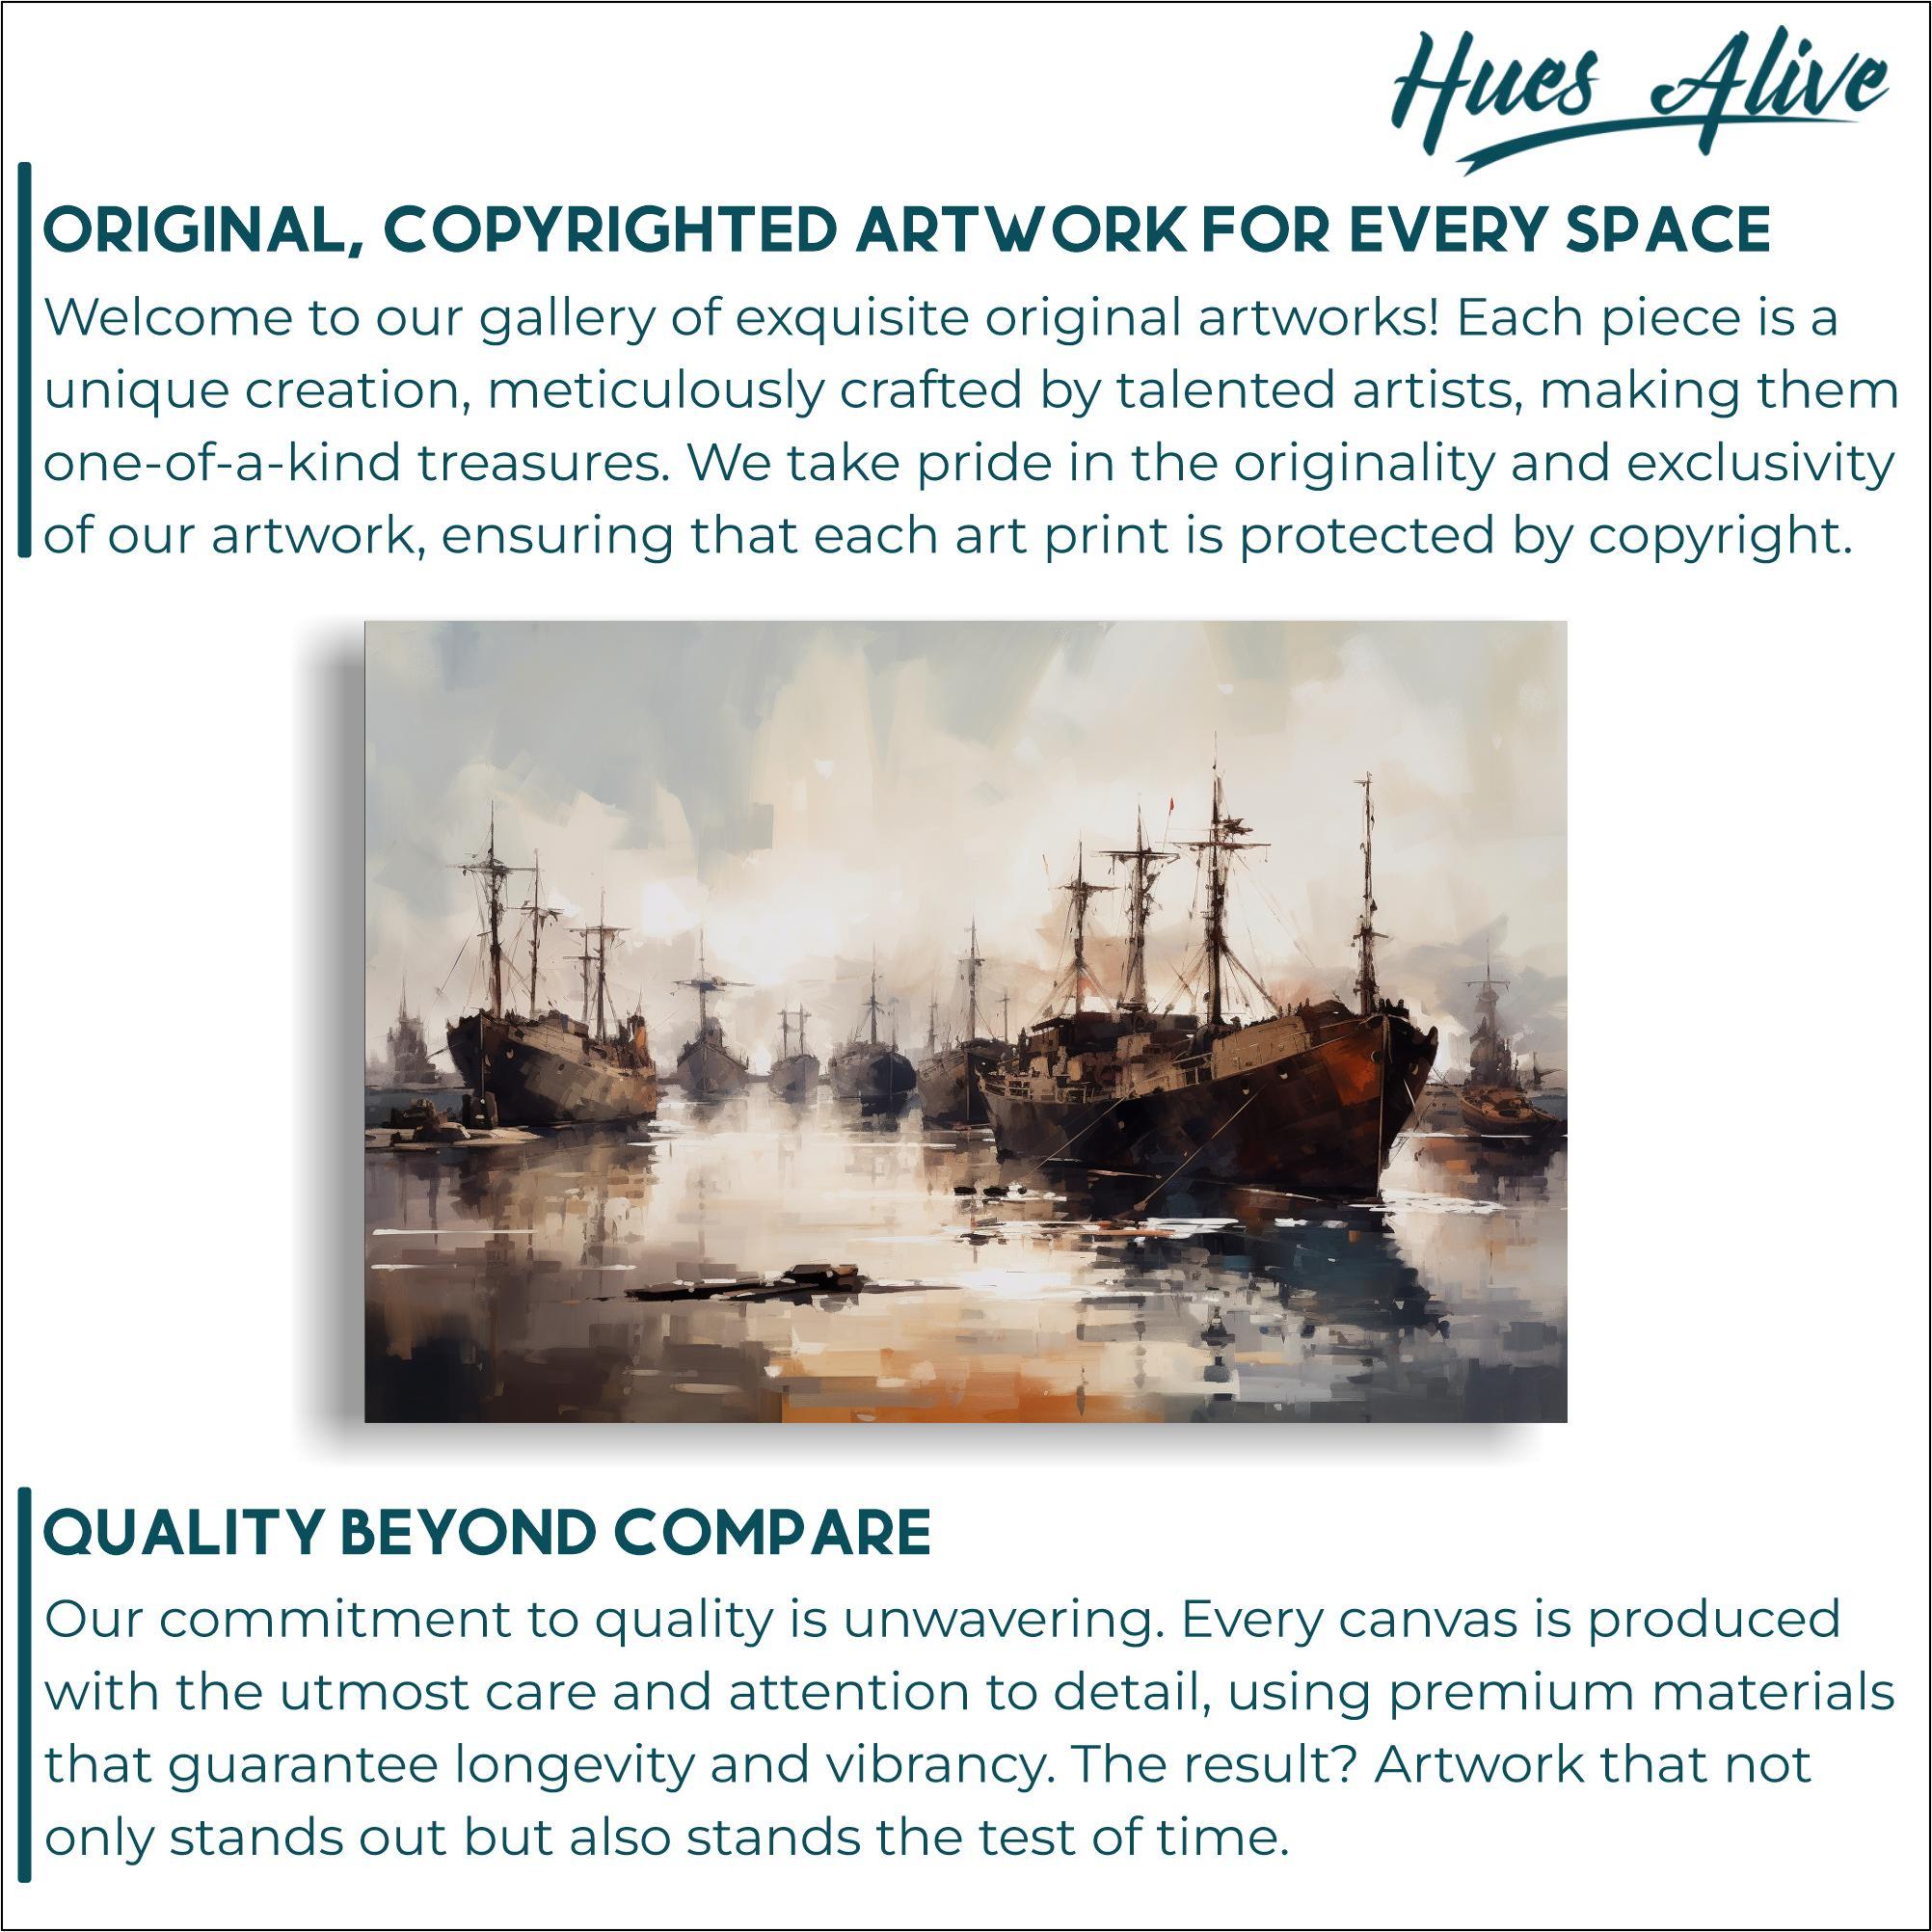 Hues Alive
ORIGINAL, COPYRIGHTED ARTWORK FOR EVERY SPACE
Welcome to our gallery of exquisite original artworks! Each piece is a
unique creation, meticulously crafted by talented artists, making them
one-of-a-kind treasures. We take pride in the originality and exclusivity
of our artwork, ensuring that each art print is protected by copyright.
QUALITY BEYOND COMPARE
Our commitment to quality is unwavering. Every canvas is produced
with the utmost care and attention to detail, using premium materials
that guarantee longevity and vibrancy. The result? Artwork that not
only stands out but also stands the test of time.